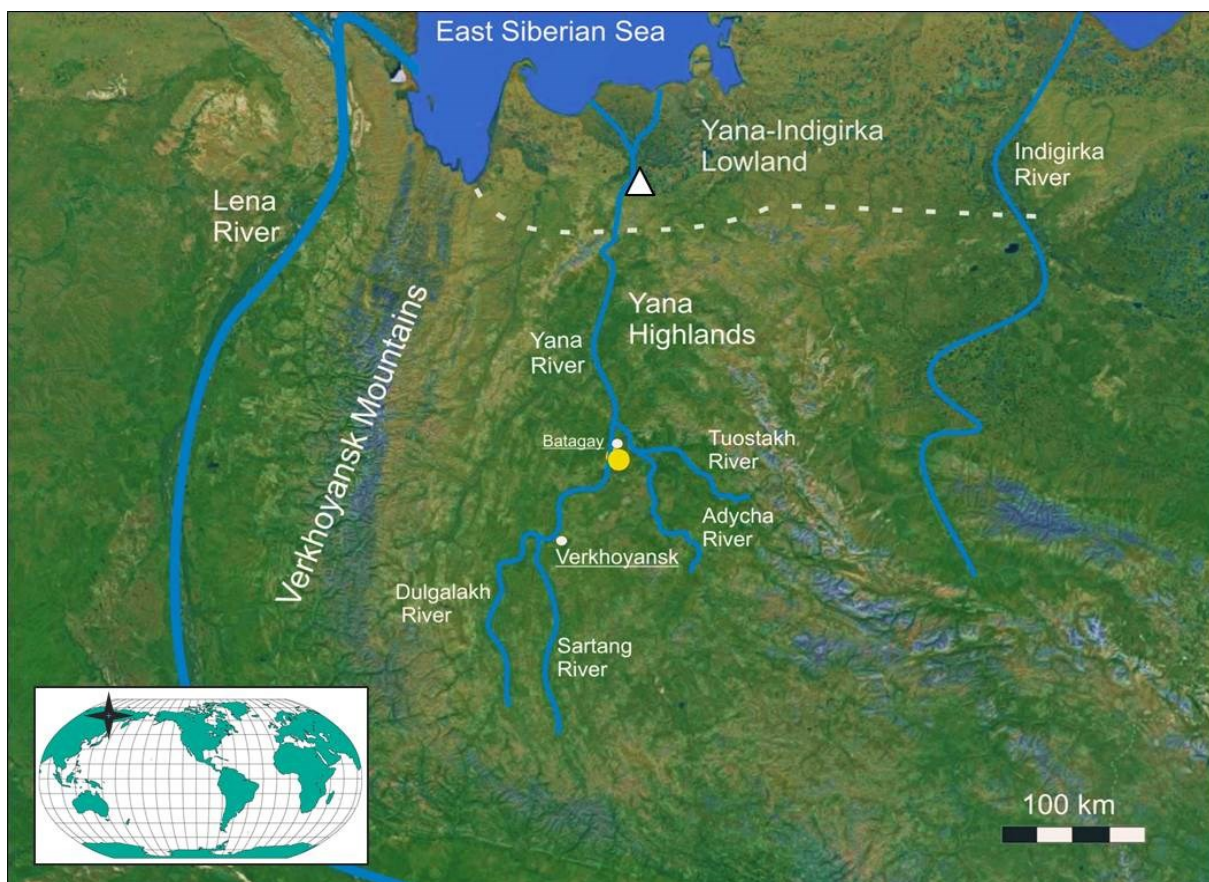 East Siberian Sea
Yana-Indigirka
Lowland
Indigirka
River
Lena
River
Verkhoyansk Mountains
Yana
Highlands
Yana
River
Batagay
Tuostakh
River
Adycha
River
Verkhoyansk
Dulgalakh
River
Sartang
River
100 km